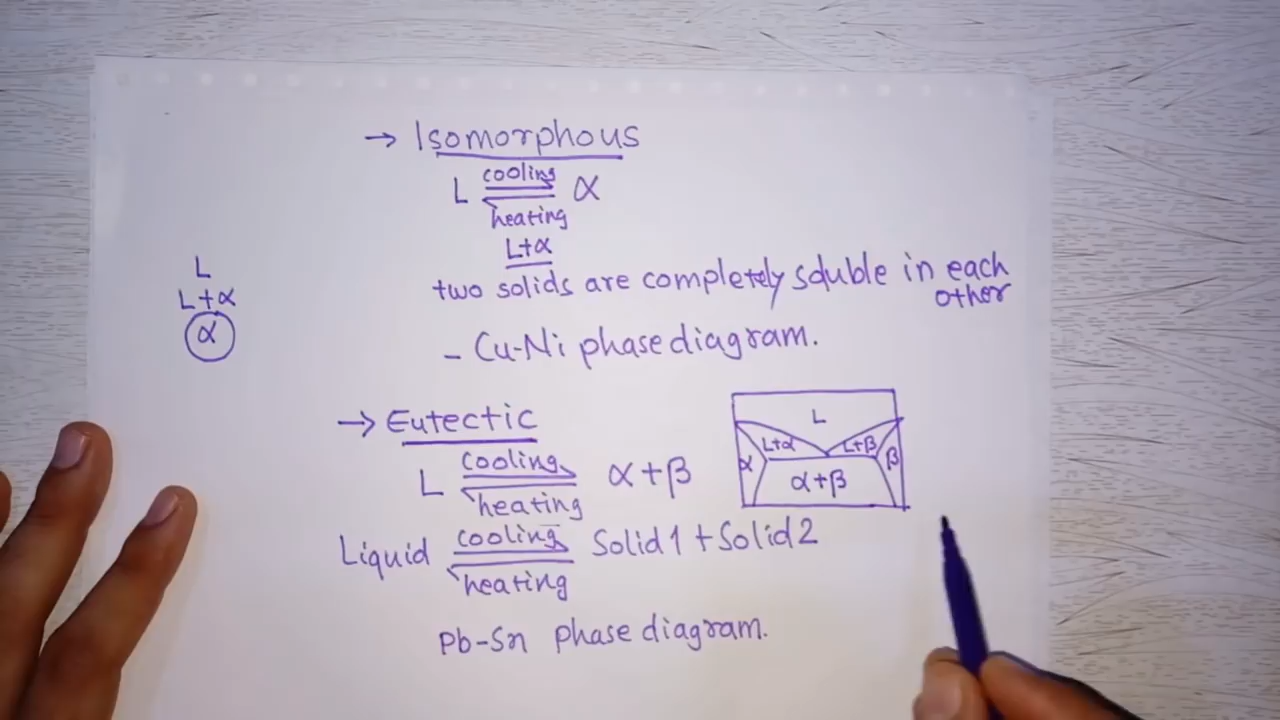 → Isomorphous
cooling
L ⇌ α
heating
L+α
two solids are completely soluble in each
other
- Cu-Ni phase diagram.
L
L+α
α
→ Eutectic
cooling
L ⇌ α+β
heating
Liquid cooling Solid 1 + Solid 2
heating
Pb-Sn phase diagram.
L
L+α L+β
α β
α+β